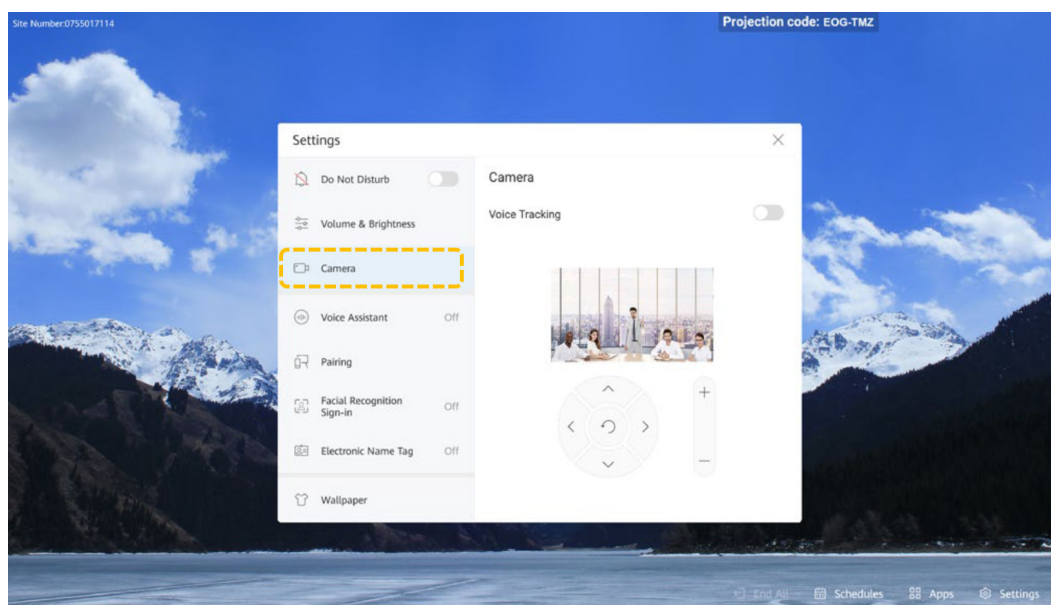 Site Number:0755017114
Projection code: EOG-TMZ
Settings
Do Not Disturb
Volume & Brightness
Camera
Voice Assistant Off
Pairing
Facial Recognition
Sign-in
Off
Electronic Name Tag Off
Wallpaper
Camera
Voice Tracking
End All
Schedules
Apps
Settings